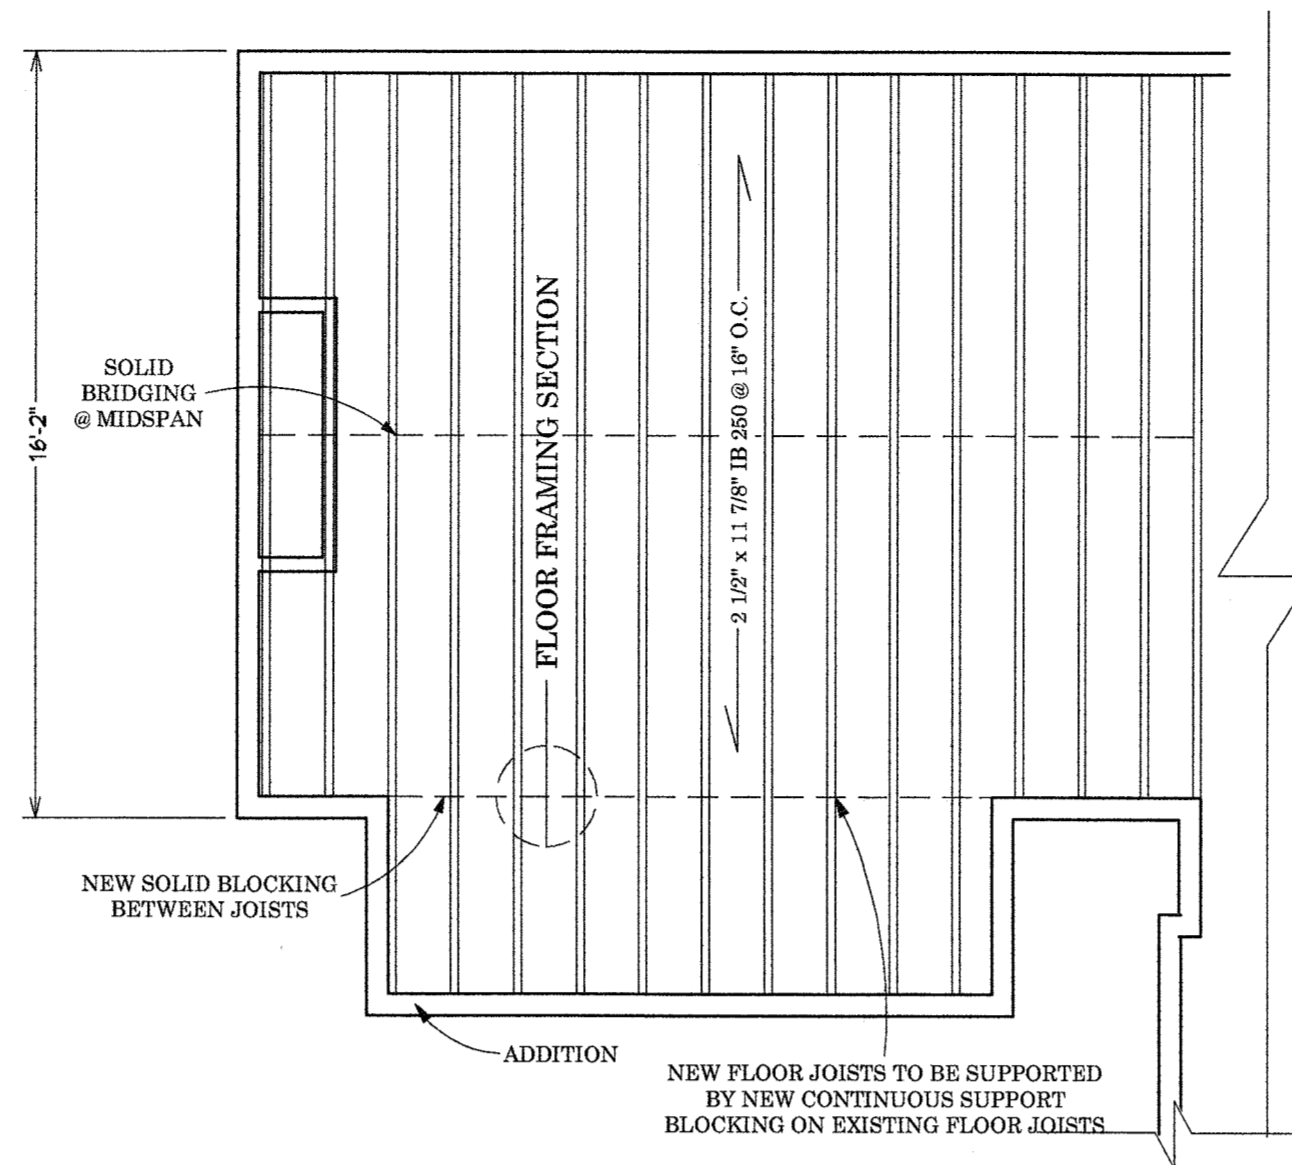 16'-2"
SOLID
BRIDGING
@ MIDSPAN
FLOOR FRAMING SECTION
2 1/2" x 11 7/8" IB 250 @ 16" O.C.
NEW SOLID BLOCKING
BETWEEN JOISTS
ADDITION
NEW FLOOR JOISTS TO BE SUPPORTED
BY NEW CONTINUOUS SUPPORT
BLOCKING ON EXISTING FLOOR JOISTS